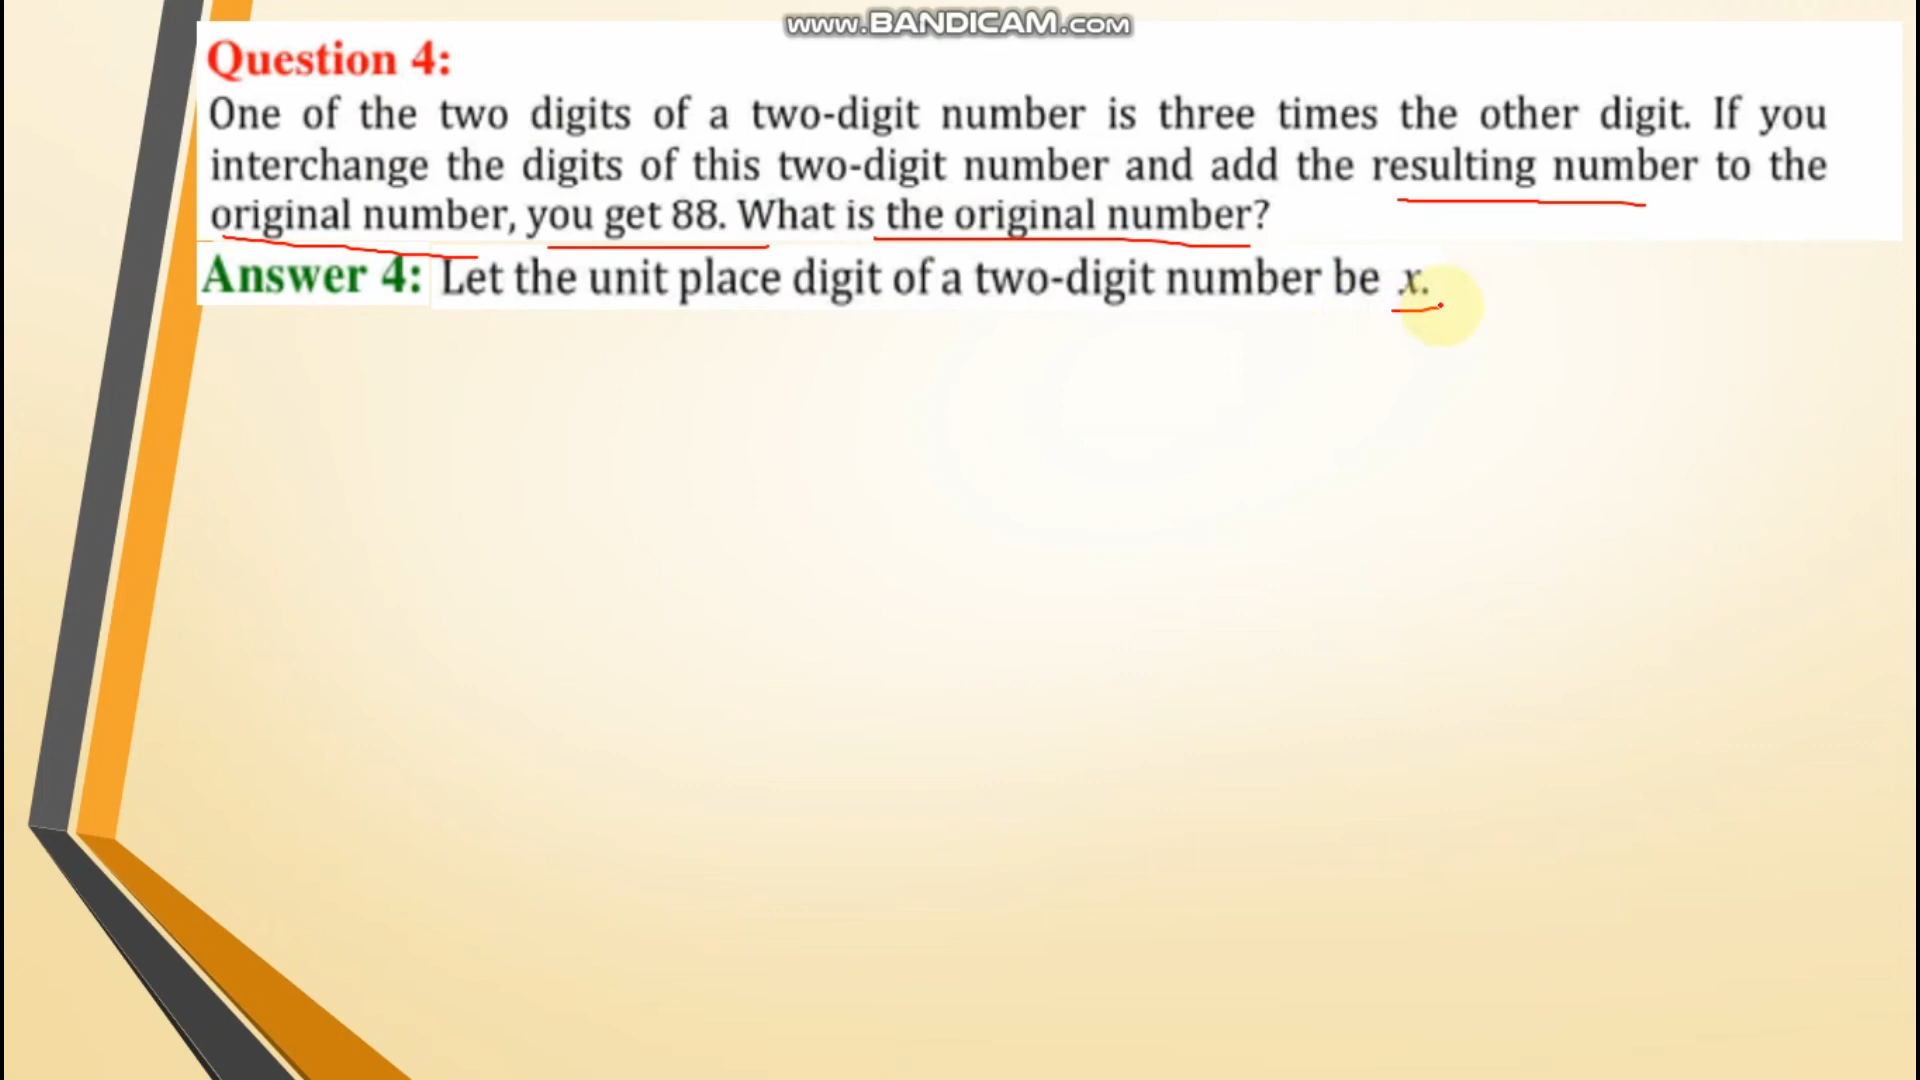 www.BANDICAM.com
Question 4:
One of the two digits of a two-digit number is three times the other digit. If you
interchange the digits of this two-digit number and add the resulting number to the
original number, you get 88. What is the original number?
Answer 4: Let the unit place digit of a two-digit number be x.